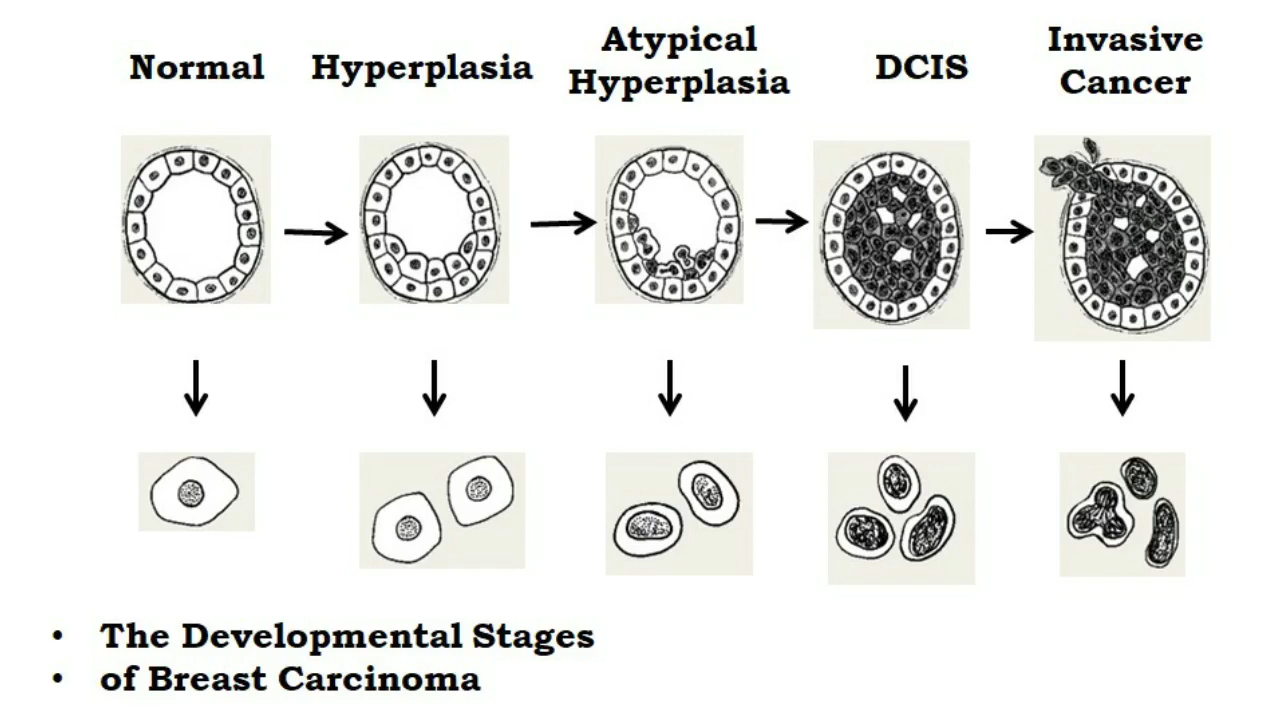 Normal
Hyperplasia
Atypical
Hyperplasia
DCIS
Invasive
Cancer
• The Developmental Stages
• of Breast Carcinoma